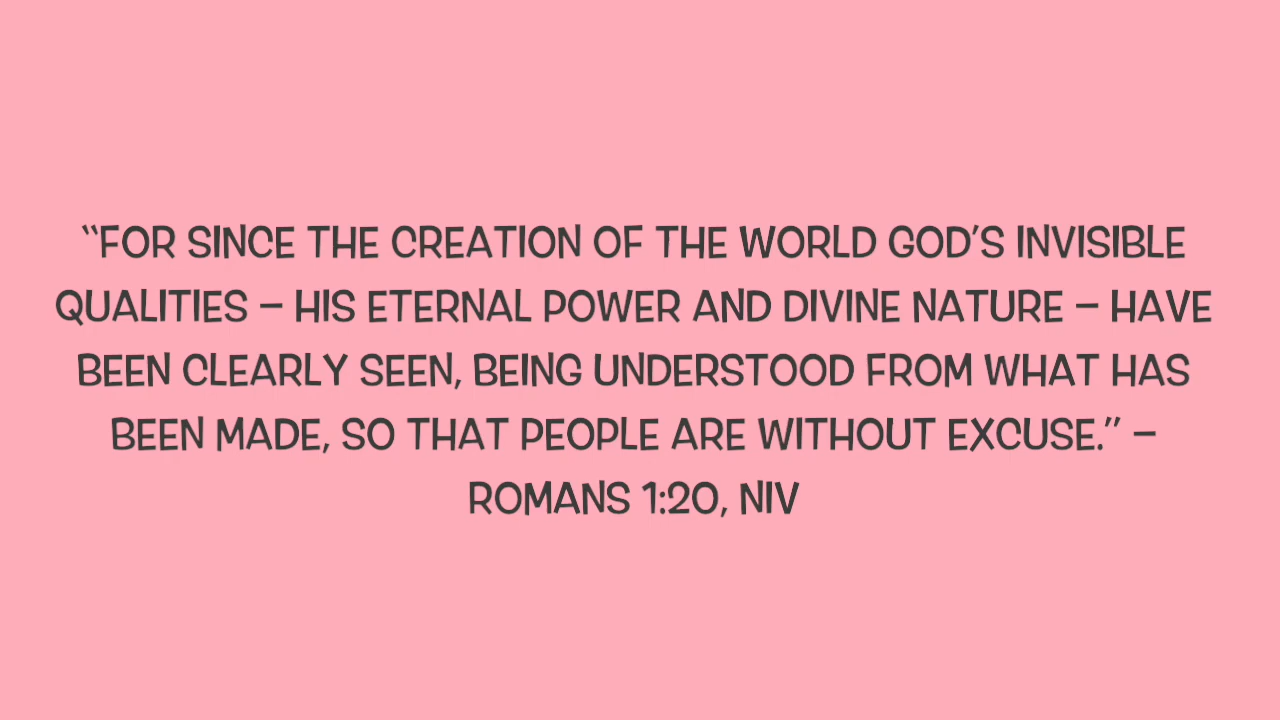 “FOR SINCE THE CREATION OF THE WORLD GOD’S INVISIBLE
QUALITIES – HIS ETERNAL POWER AND DIVINE NATURE – HAVE
BEEN CLEARLY SEEN, BEING UNDERSTOOD FROM WHAT HAS
BEEN MADE, SO THAT PEOPLE ARE WITHOUT EXCUSE.” –
ROMANS 1:20, NIV